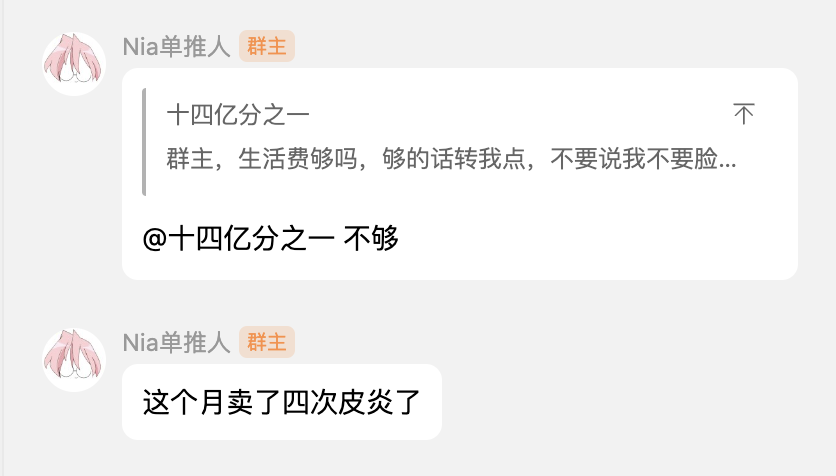 Nia单推人 群主
十四亿分之一
群主，生活费够吗，够的话转我点，不要说我不要脸...
@十四亿分之一 不够
Nia单推人 群主
这个月卖了四次皮炎了